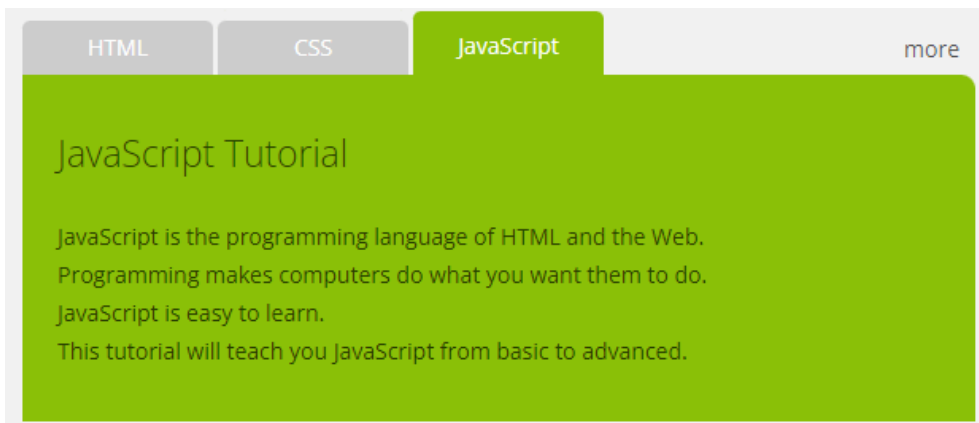 HTML
CSS
JavaScript
more
JavaScript Tutorial
JavaScript is the programming language of HTML and the Web.
Programming makes computers do what you want them to do.
JavaScript is easy to learn.
This tutorial will teach you JavaScript from basic to advanced.